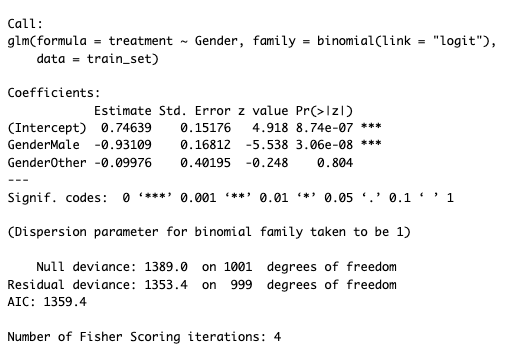 Call:
glm(formula = treatment ~ Gender, family = binomial(link = "logit"),
    data = train_set)
Coefficients:
            Estimate Std. Error z value Pr(>|z|)
(Intercept)  0.74639    0.15176   4.918 8.74e-07 ***
GenderMale  -0.93109    0.16812  -5.538 3.06e-08 ***
GenderOther -0.09976    0.40195  -0.248    0.804
---
Signif. codes:  0 ‘***’ 0.001 ‘**’ 0.01 ‘*’ 0.05 ‘.’ 0.1 ‘ ’ 1
(Dispersion parameter for binomial family taken to be 1)
    Null deviance: 1389.0  on 1001  degrees of freedom
Residual deviance: 1353.4  on  999  degrees of freedom
AIC: 1359.4
Number of Fisher Scoring iterations: 4